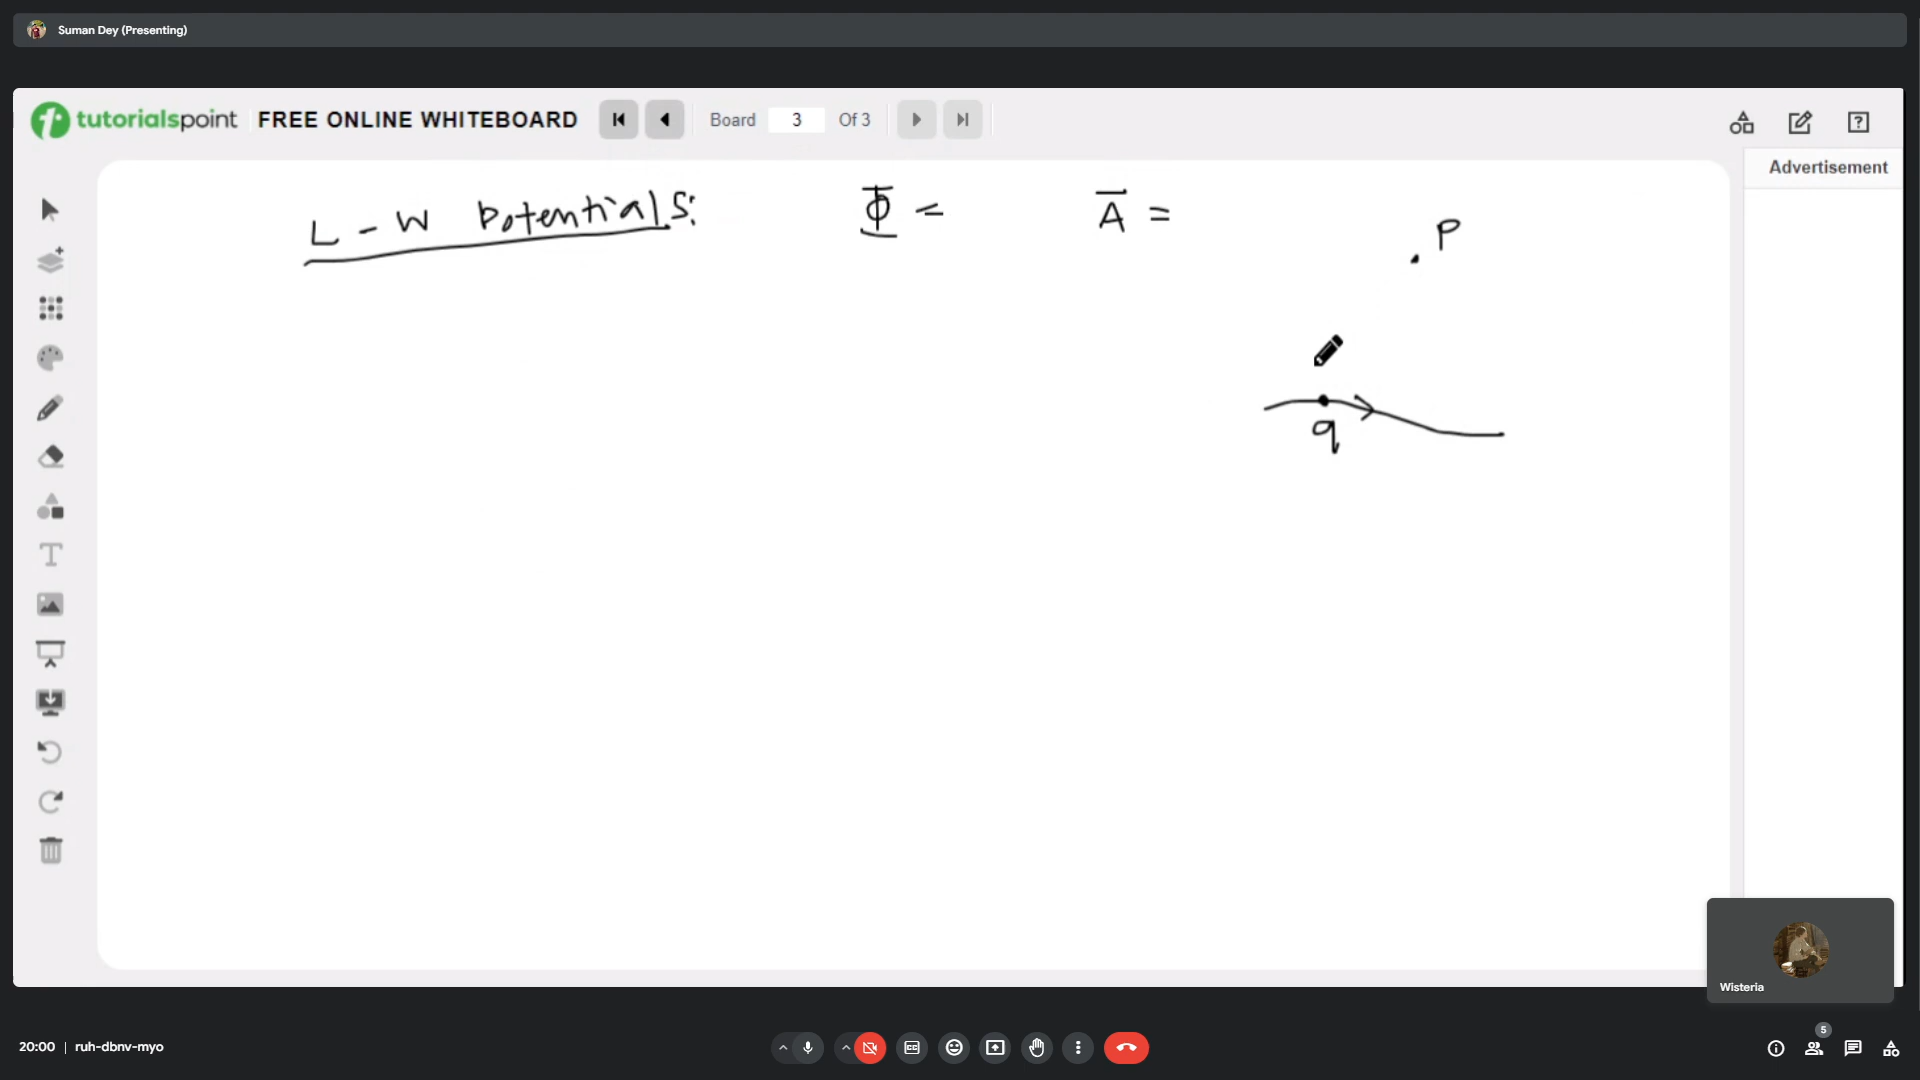 Suman Dey (Presenting)
tutorialspoint FREE ONLINE WHITEBOARD Board 3 Of 3
Advertisement
L - W Potentials: Φ = A =
P
q
Wisteria
20:00 | ruh-dbnv-myo
5